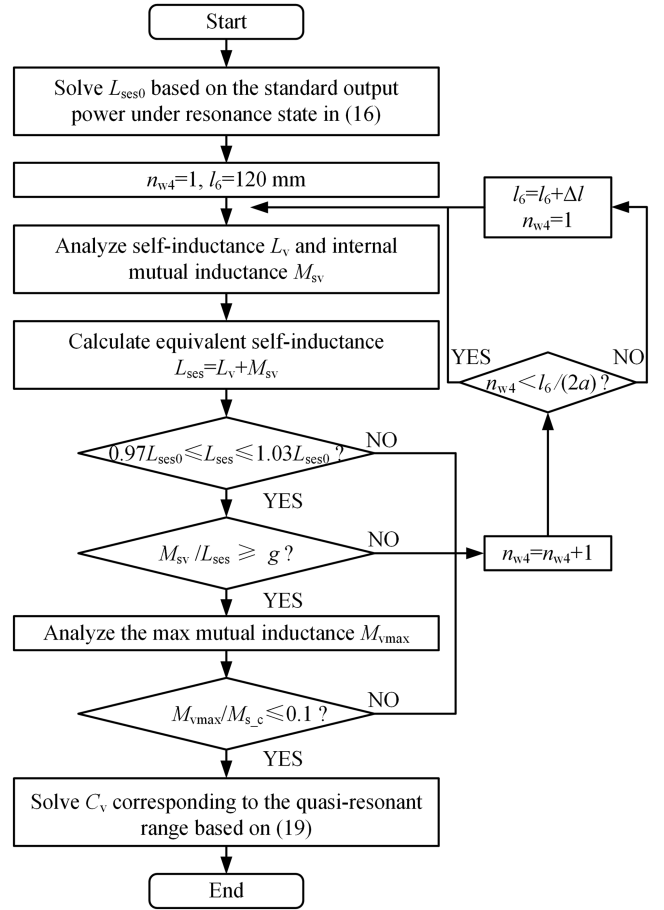 Start
Solve Lses0 based on the standard output
power under resonance state in (16)
nw4=1, l6=120 mm
l6=l6+Δl
nw4=1
Analyze self-inductance Lv and internal
mutual inductance Msv
Calculate equivalent self-inductance
Lses=Lv+Msv
YES
NO
nw4<l6/(2a) ?
0.97Lses0≤Lses≤1.03Lses0 ?
NO
YES
Msv/Lses ≥ g ?
NO
nw4=nw4+1
YES
Analyze the max mutual inductance Mvmax
Mvmax/Ms_c≤0.1 ?
NO
YES
Solve Cv corresponding to the quasi-resonant
range based on (19)
End